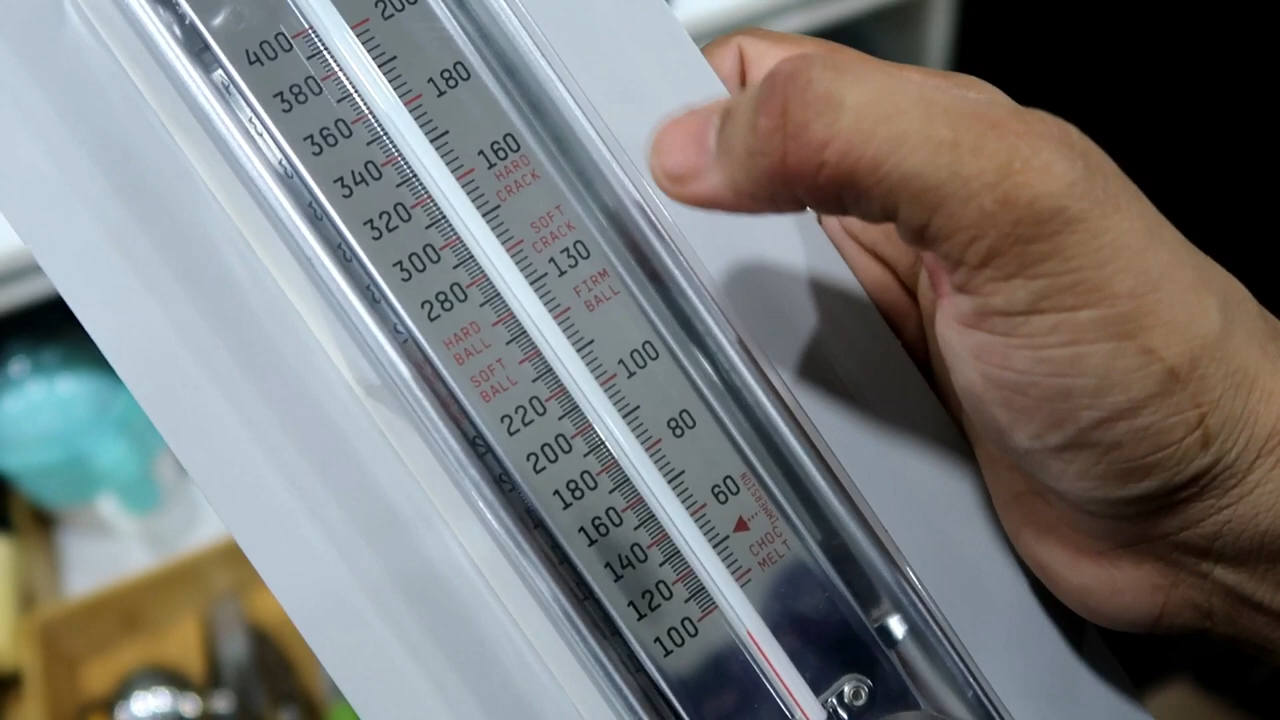 400
380
360
340
320
300
280
HARD
BALL
SOFT
BALL
220
200
180
160
140
120
100
200
180
160
HARD
CRACK
SOFT
CRACK
130
FIRM
BALL
100
80
60
IMMERSION
CHOC
MELT